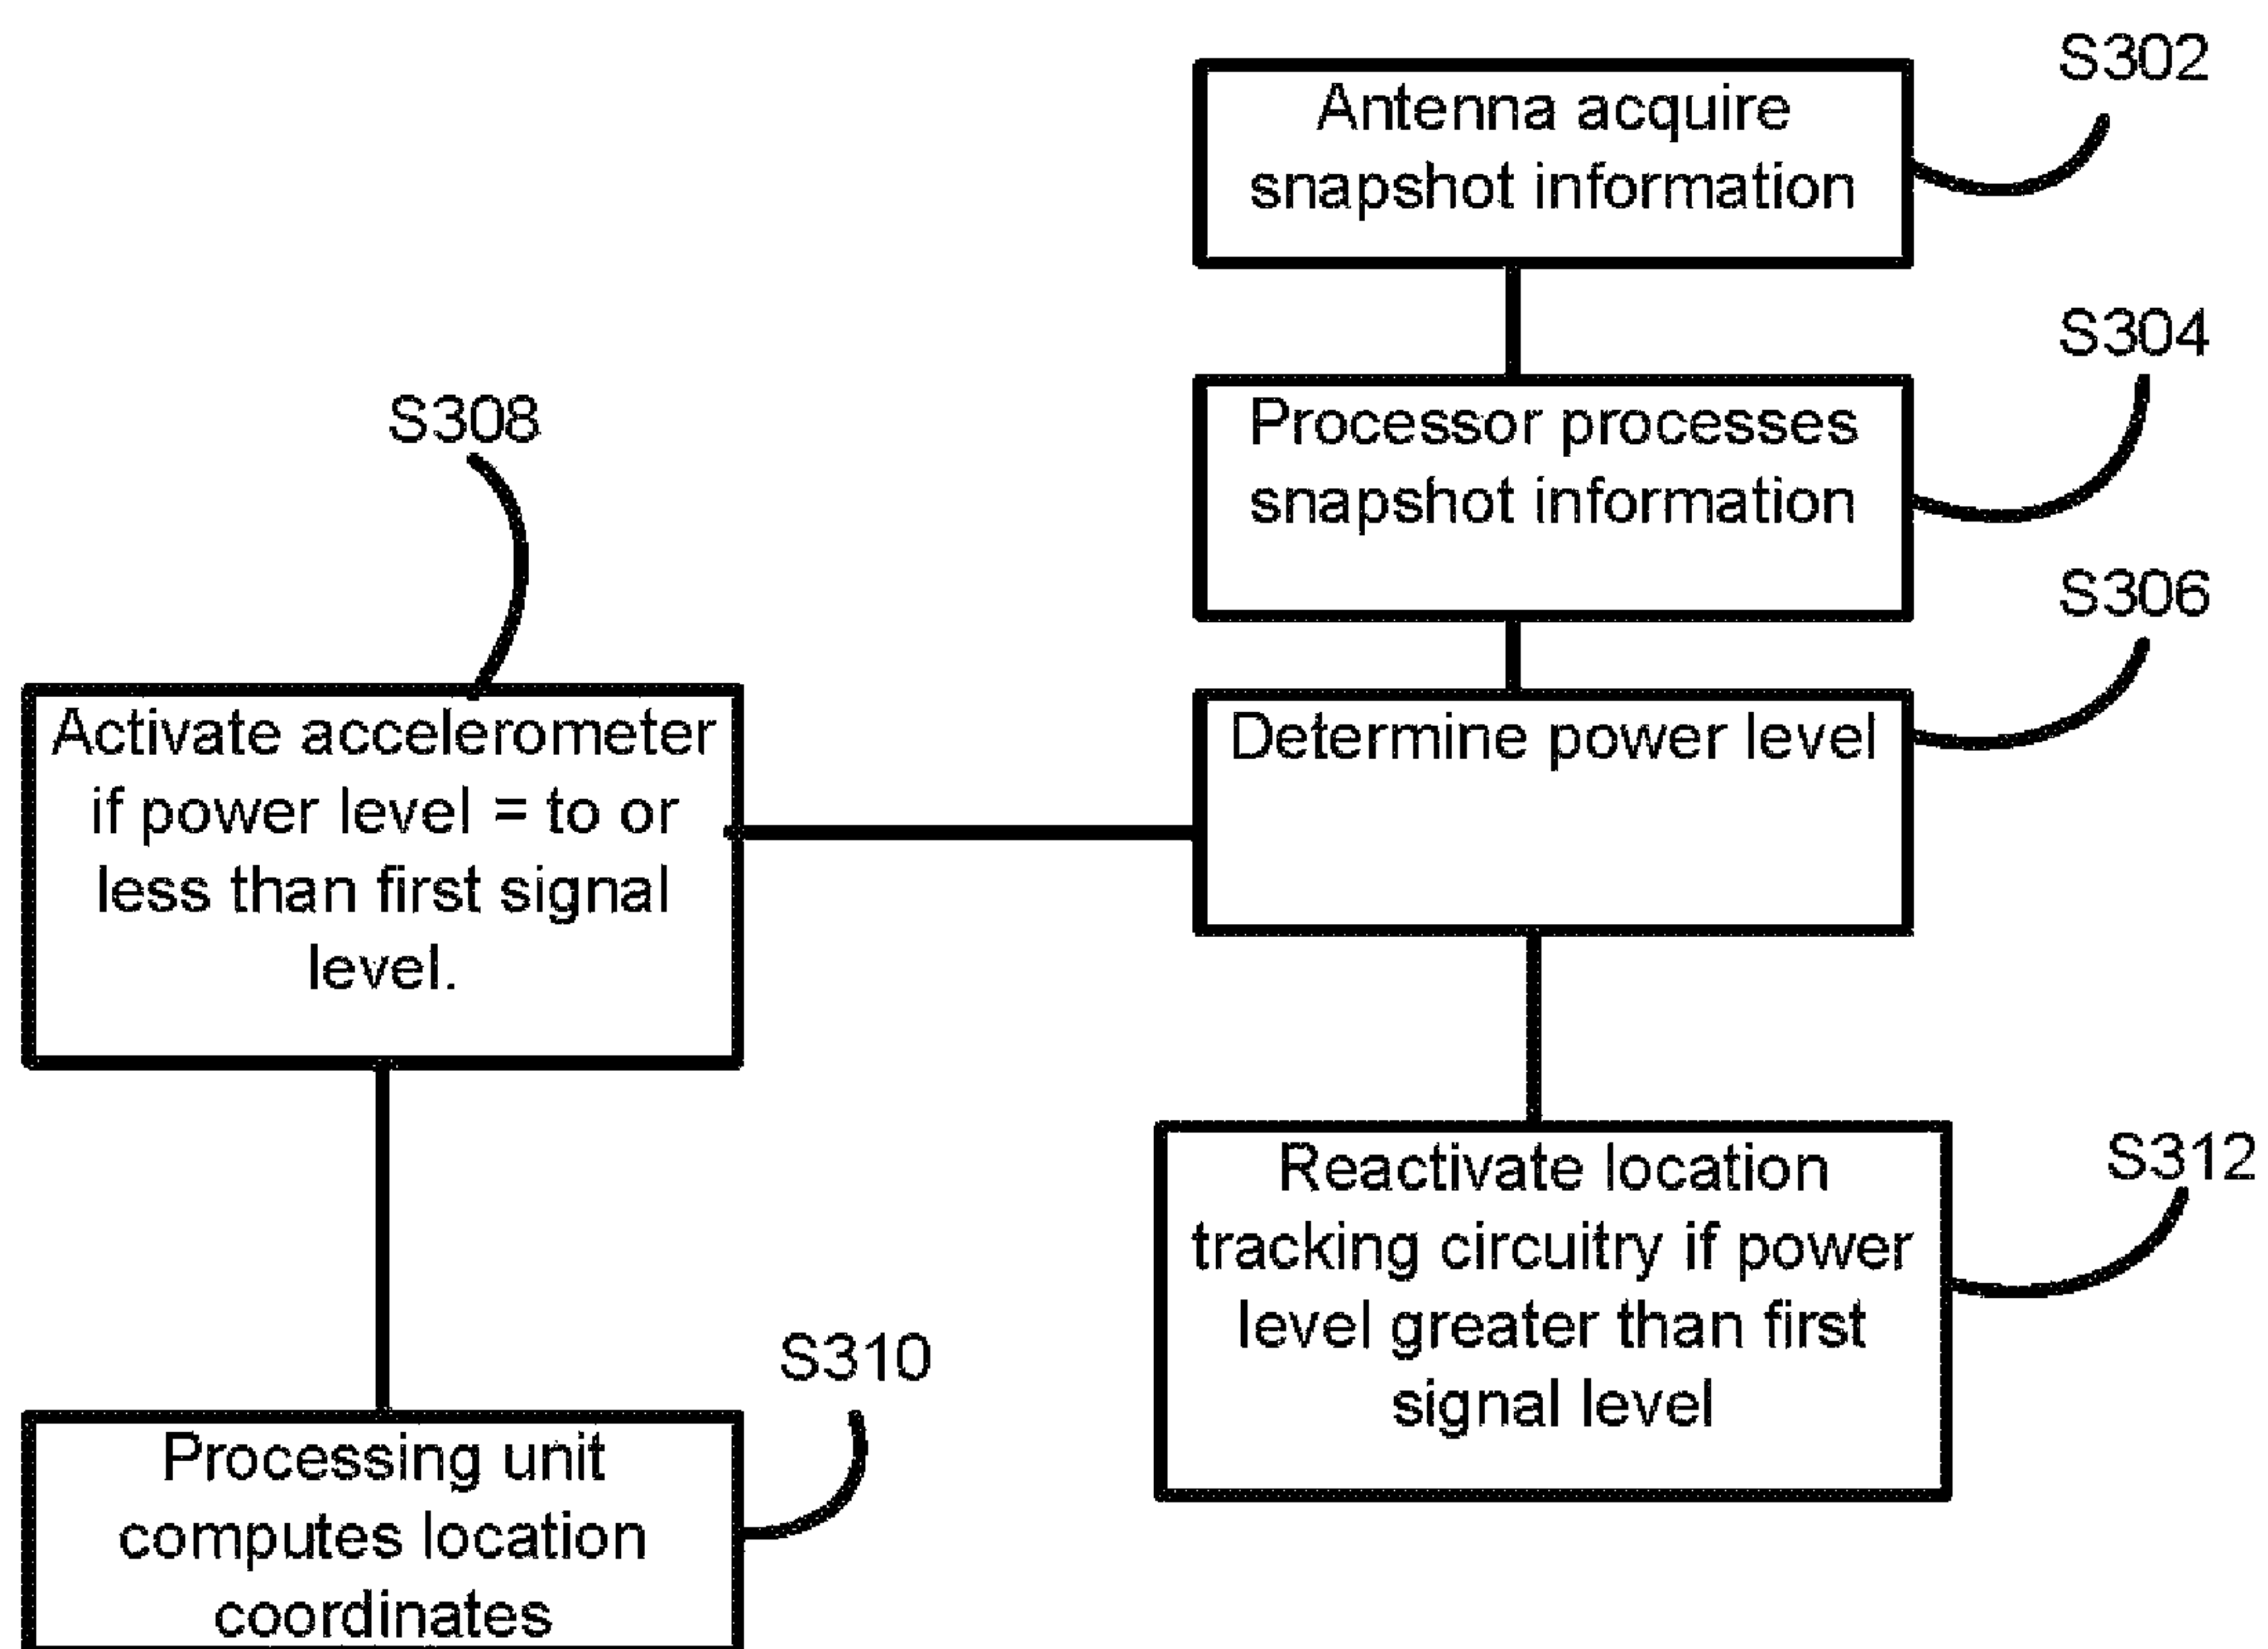 S302
Antenna acquire
snapshot information
S304
Processor processes
snapshot information
S306
Determine power level
S308
Activate accelerometer
if power level = to or
less than first signal
level.
S310
Processing unit
computes location
coordinates
S312
Reactivate location
tracking circuitry if power
level greater than first
signal level